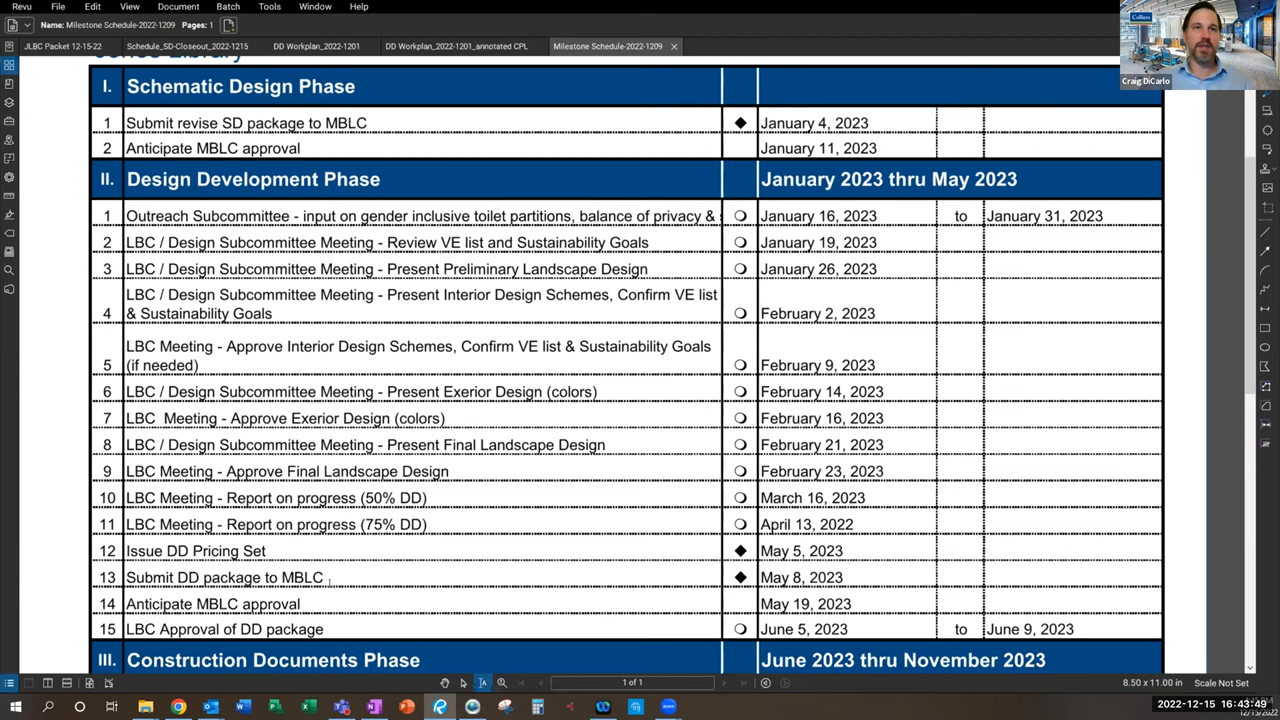 Revu File Edit View Document Batch Tools Window Help
Name: Milestone Schedule-2022-1209 Pages: 1
JLBC Packet 12-15-22 Schedule_SD-Closeout_2022-1215 DD Workplan_2022-1201 DD Workplan_2022-1201_annotated CPL Milestone Schedule-2022-1209
Colliers
Craig DiCarlo
I. Schematic Design Phase
1 Submit revise SD package to MBLC January 4, 2023
2 Anticipate MBLC approval January 11, 2023
II. Design Development Phase January 2023 thru May 2023
1 Outreach Subcommittee - input on gender inclusive toilet partitions, balance of privacy & January 16, 2023 to January 31, 2023
2 LBC / Design Subcommittee Meeting - Review VE list and Sustainability Goals January 19, 2023
3 LBC / Design Subcommittee Meeting - Present Preliminary Landscape Design January 26, 2023
LBC / Design Subcommittee Meeting - Present Interior Design Schemes, Confirm VE list
4 & Sustainability Goals February 2, 2023
LBC Meeting - Approve Interior Design Schemes, Confirm VE list & Sustainability Goals
5 (if needed) February 9, 2023
6 LBC / Design Subcommittee Meeting - Present Exerior Design (colors) February 14, 2023
7 LBC Meeting - Approve Exerior Design (colors) February 16, 2023
8 LBC / Design Subcommittee Meeting - Present Final Landscape Design February 21, 2023
9 LBC Meeting - Approve Final Landscape Design February 23, 2023
10 LBC Meeting - Report on progress (50% DD) March 16, 2023
11 LBC Meeting - Report on progress (75% DD) April 13, 2022
12 Issue DD Pricing Set May 5, 2023
13 Submit DD package to MBLC May 8, 2023
14 Anticipate MBLC approval May 19, 2023
15 LBC Approval of DD package June 5, 2023 to June 9, 2023
III. Construction Documents Phase June 2023 thru November 2023
1 of 1 8.50 x 11.00 in Scale Not Set
2022-12-15 16:43:49
12/15/2022